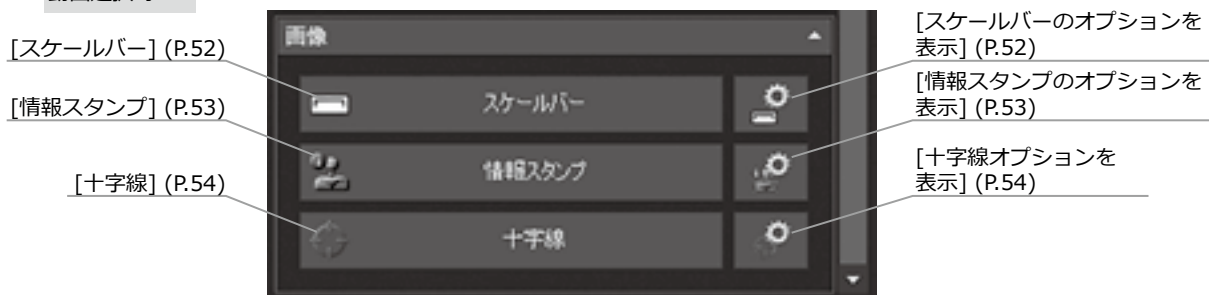 [スケールバー] (P.52)
[情報スタンプ] (P.53)
[十字線] (P.54)
画像
スケールバー
情報スタンプ
十字線
[スケールバーのオプションを
表示] (P.52)
[情報スタンプのオプションを
表示] (P.53)
[十字線オプションを
表示] (P.54)